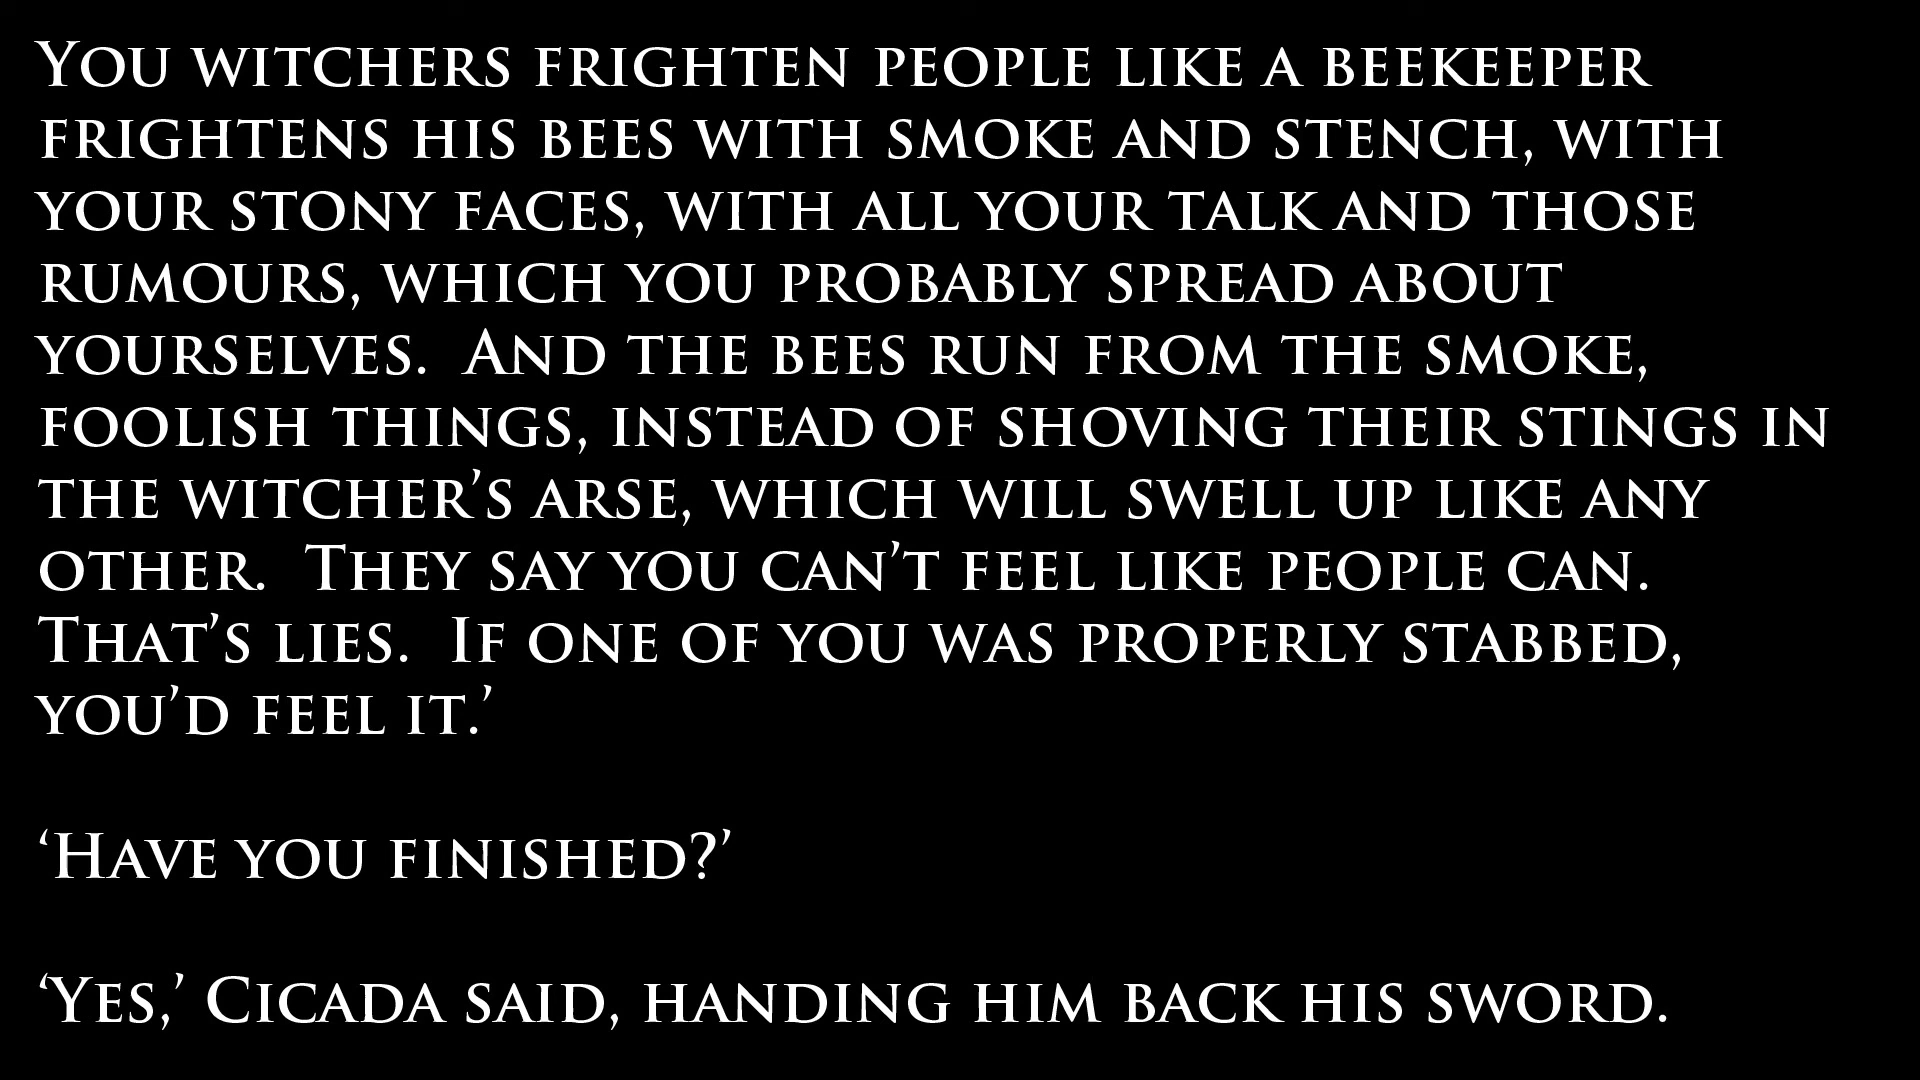 You witchers frighten people like a beekeeper
frightens his bees with smoke and stench, with
your stony faces, with all your talk and those
rumours, which you probably spread about
yourselves.  And the bees run from the smoke,
foolish things, instead of shoving their stings in
the witcher’s arse, which will swell up like any
other.  They say you can’t feel like people can.
That’s lies.  If one of you was properly stabbed,
you’d feel it.’
‘Have you finished?’
‘Yes,’ Cicada said, handing him back his sword.